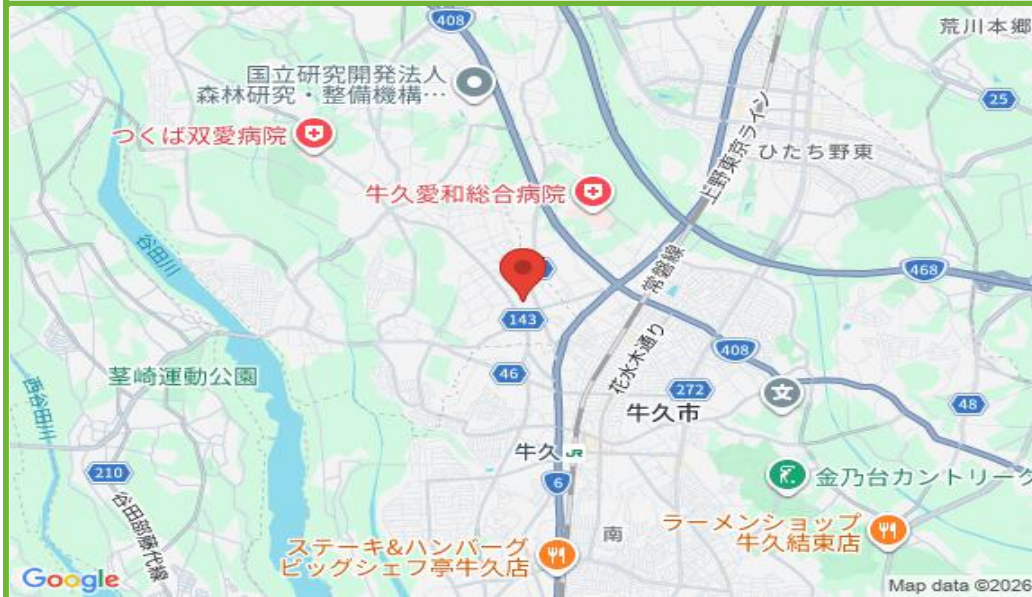 408
荒川本郷
国立研究開発法人
森林研究・整備機構…
25
つくば双愛病院
ひたち野東
上野東京ライン
牛久愛和総合病院
谷田川
常磐線
468
143
花水木通り
408
46
茎崎運動公園
272
牛久市
48
西谷田川
牛久 JR
210
6
金乃台カントリーク
谷田部藤代線
ラーメンショップ
牛久結束店
南
ステーキ&ハンバーグ
ビッグシェフ亭牛久店
Google
Map data ©2026